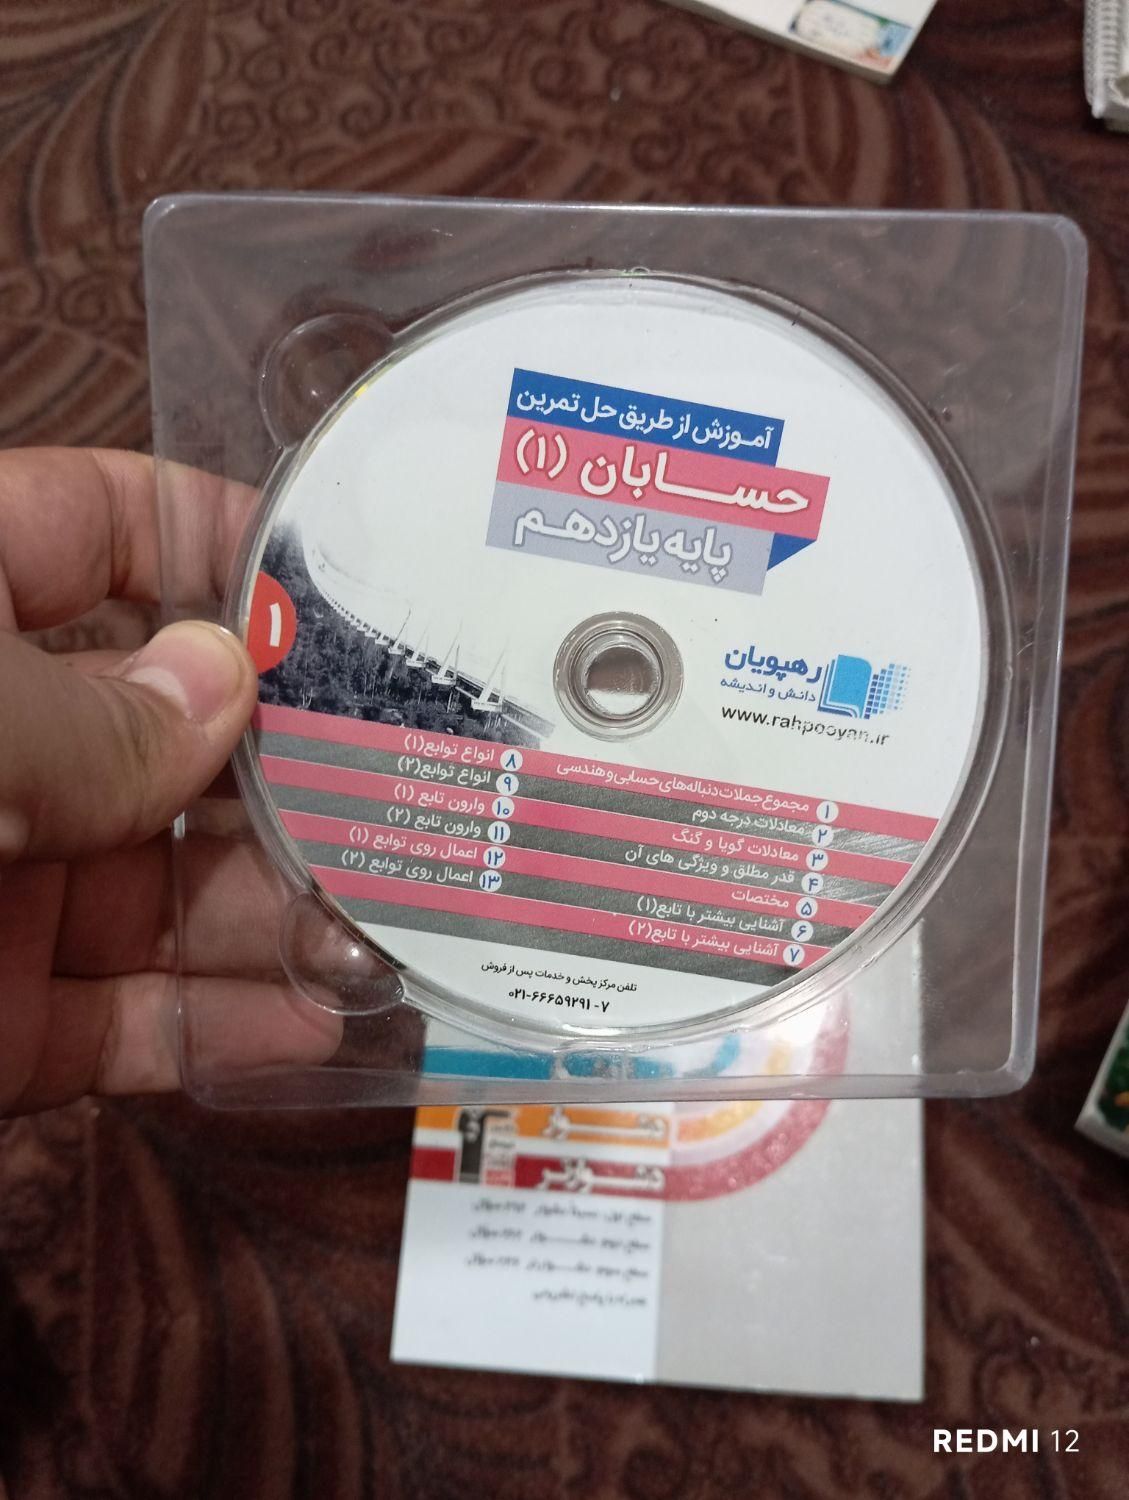 آموزش از طریق حل تمرین
حسابان (۱)
پایه یازدهم
۱
رهپویان
دانش و اندیشه
www.rahpooyan.ir
۱ مجموع جملات دنباله‌های حسابی و هندسی
۲ معادلات درجه دوم
۳ معادلات گویا و گنگ
۴ قدر مطلق و ویژگی های آن
۵ مختصات
۶ آشنایی بیشتر با تابع(۱)
۷ آشنایی بیشتر با تابع(۲)
۸ انواع توابع(۱)
۹ انواع توابع(۲)
۱۰ وارون تابع (۱)
۱۱ وارون تابع (۲)
۱۲ اعمال روی توابع (۱)
۱۳ اعمال روی توابع (۲)
تلفن مرکز پخش و خدمات پس از فروش
۰۲۱-۶۶۶۵۹۲۹۱-۷
دشوار
دشوارتر
REDMI 12